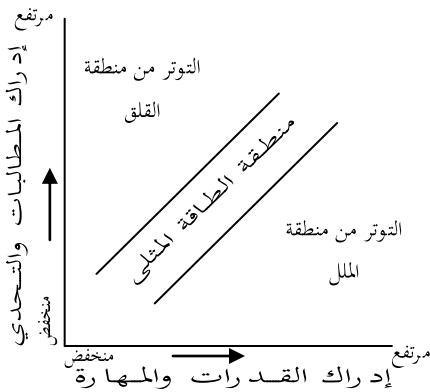 مرتفع
إدراك المطالبات والتحدي
منخفض
التوتر من منطقة
القلق
منطقة الطاقة المثلى
التوتر من منطقة
الملل
منخفض
مرتفع
إدراك القدرات والمهارة